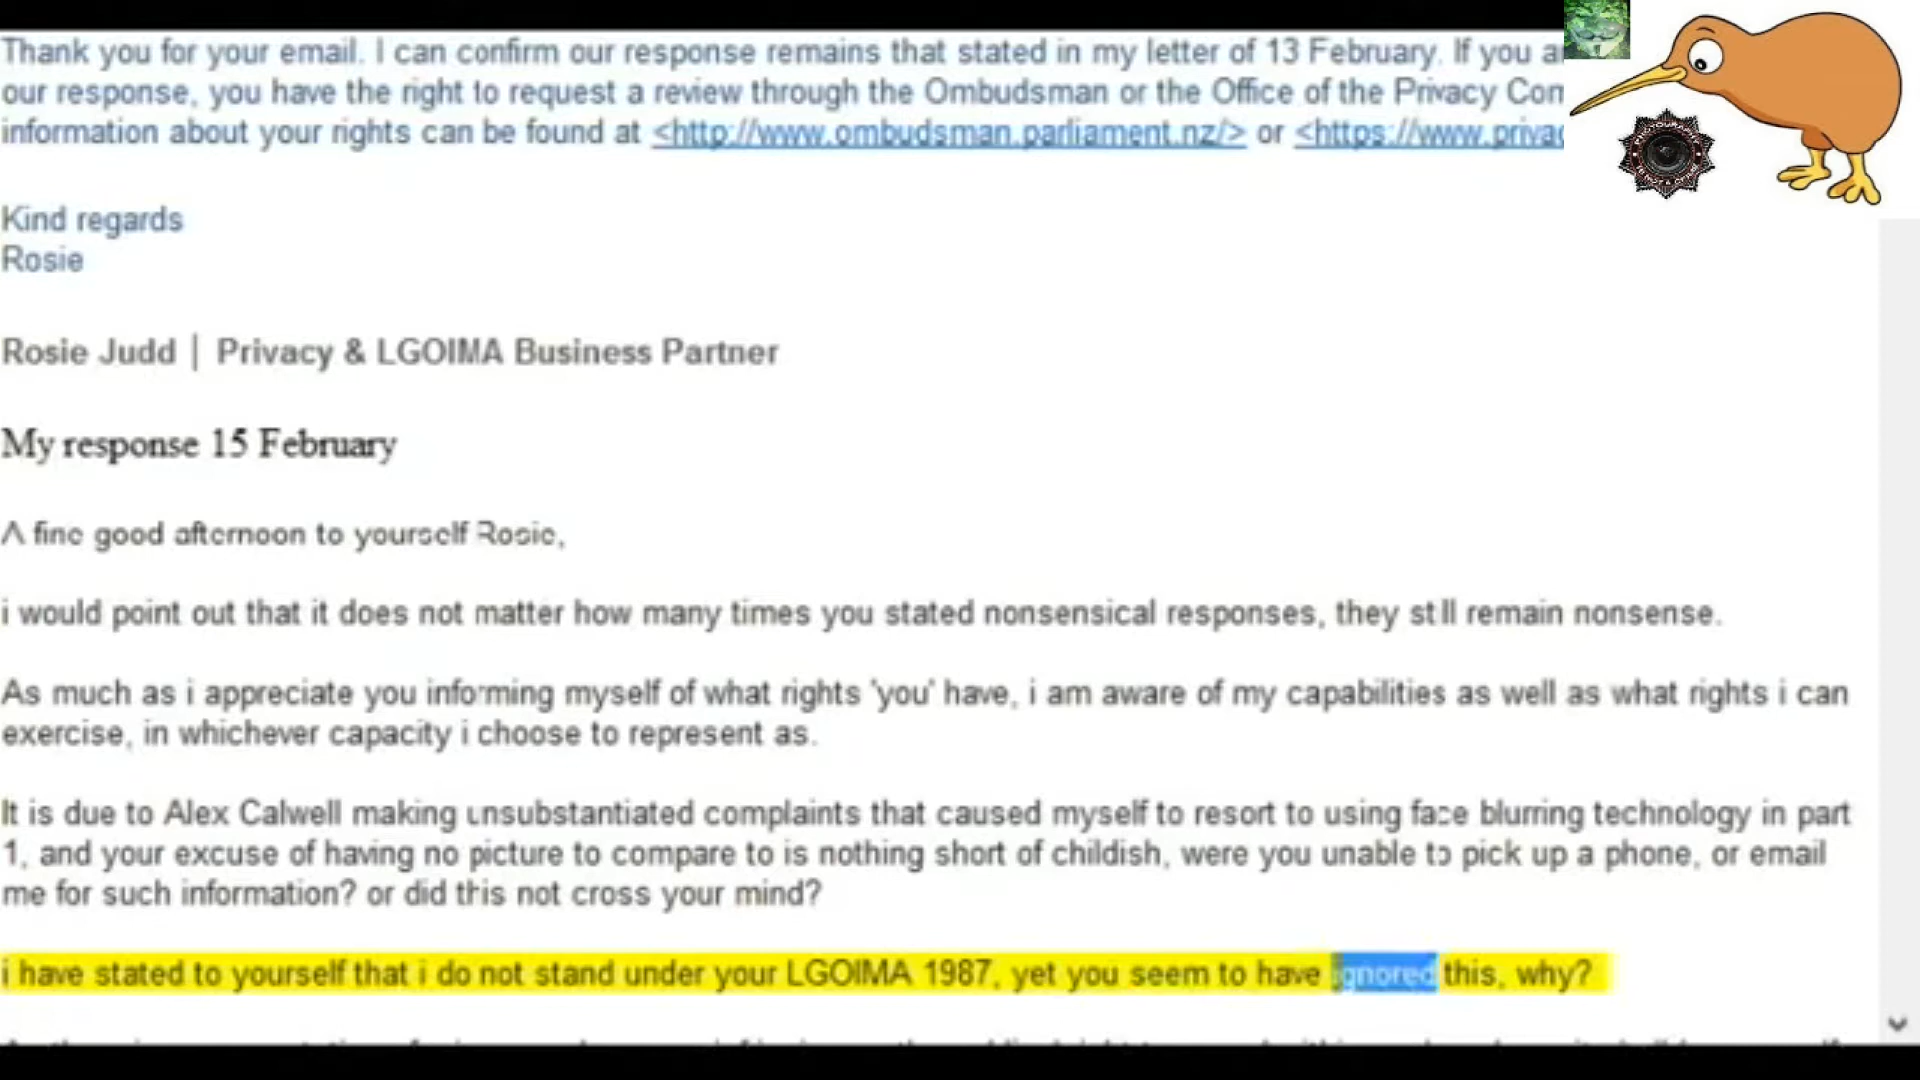 Thank you for your email. I can confirm our response remains that stated in my letter of 13 February. If you a
our response, you have the right to request a review through the Ombudsman or the Office of the Privacy Com
information about your rights can be found at <http://www.ombudsman.parliament.nz/> or <https://www.privac
Kind regards
Rosie
Rosie Judd | Privacy & LGOIMA Business Partner
My response 15 February
A fine good afternoon to yourself Rosie,
i would point out that it does not matter how many times you stated nonsensical responses, they still remain nonsense.
As much as i appreciate you informing myself of what rights 'you' have, i am aware of my capabilities as well as what rights i can
exercise, in whichever capacity i choose to represent as.
It is due to Alex Calwell making unsubstantiated complaints that caused myself to resort to using face blurring technology in part
1, and your excuse of having no picture to compare to is nothing short of childish, were you unable to pick up a phone, or email
me for such information? or did this not cross your mind?
i have stated to yourself that i do not stand under your LGOIMA 1987, yet you seem to have ignored this, why?